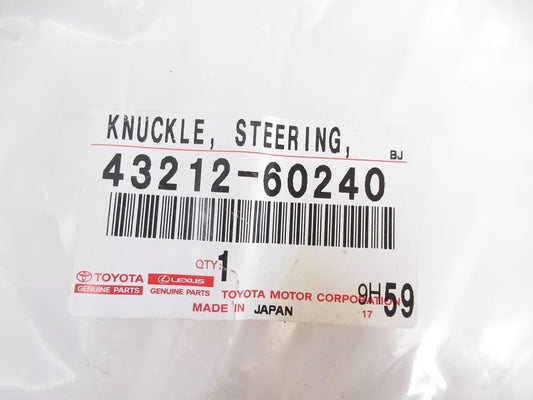 KNUCKLE, STEERING,
BJ
43212-60240
QTY: 1
TOYOTA LEXUS
GENUINE PARTS GENUINE PARTS TOYOTA MOTOR CORPORATION 9H59
MADE IN JAPAN 17